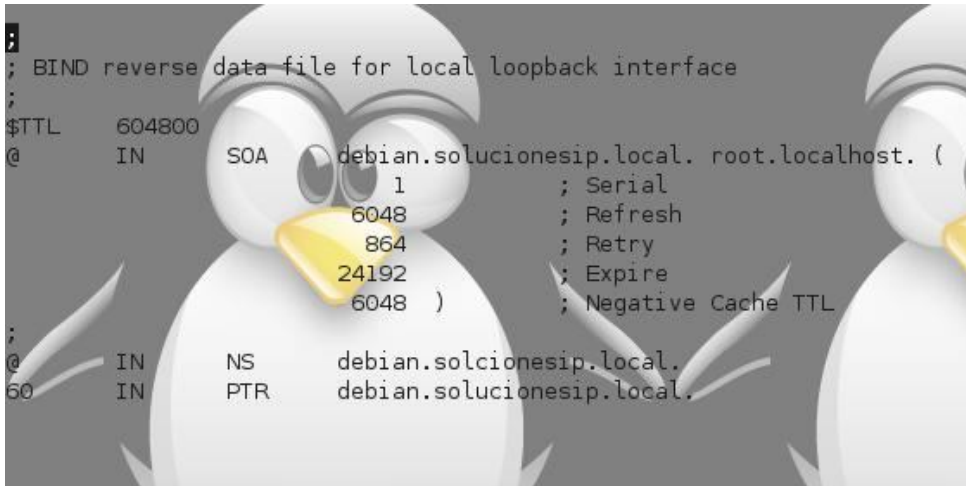 ;
; BIND reverse data file for local loopback interface
;
$TTL    604800
@       IN      SOA     debian.solucionesip.local. root.localhost. (
                              1         ; Serial
                           6048         ; Refresh
                            864         ; Retry
                          24192         ; Expire
                           6048  )      ; Negative Cache TTL
;
@       IN      NS      debian.solcionesip.local.
60      IN      PTR     debian.solucionesip.local.